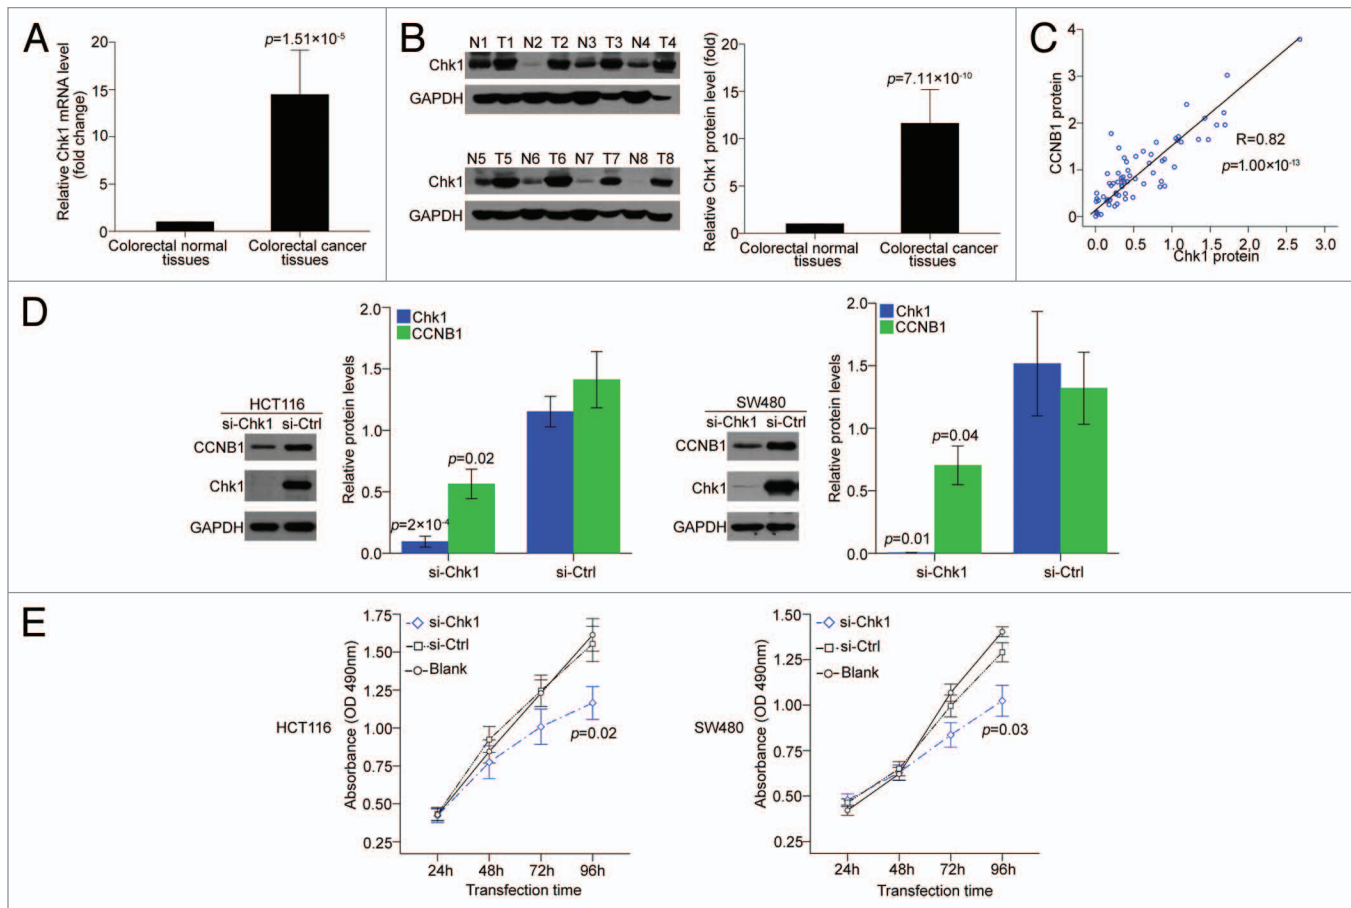 A
Relative Chk1 mRNA level
(fold change)
20
15
10
5
0
p=1.51×10-5
Colorectal normal
tissues
Colorectal cancer
tissues
B
N1 T1 N2 T2 N3 T3 N4 T4
Chk1
GAPDH
N5 T5 N6 T6 N7 T7 N8 T8
Chk1
GAPDH
Relative Chk1 protein level (fold)
20
15
10
5
0
p=7.11×10-10
Colorectal normal
tissues
Colorectal cancer
tissues
C
CCNB1 protein
4
3
2
1
0
R=0.82
p=1.00×10-13
0.0 0.5 1.0 1.5 2.0 2.5 3.0
Chk1 protein
D
HCT116
si-Chk1 si-Ctrl
CCNB1
Chk1
GAPDH
Relative protein levels
2.0
1.5
1.0
0.5
0.0
Chk1
CCNB1
p=0.02
p=2×10-4
si-Chk1
si-Ctrl
SW480
si-Chk1 si-Ctrl
CCNB1
Chk1
GAPDH
Relative protein levels
2.0
1.5
1.0
0.5
0.0
Chk1
CCNB1
p=0.04
p=0.01
si-Chk1
si-Ctrl
E
HCT116
Absorbance (OD 490nm)
1.75
1.50
1.25
1.00
0.75
0.50
0.25
si-Chk1
si-Ctrl
Blank
p=0.02
24h 48h 72h 96h
Transfection time
SW480
Absorbance (OD 490nm)
1.50
1.25
1.00
0.75
0.50
0.25
si-Chk1
si-Ctrl
Blank
p=0.03
24h 48h 72h 96h
Transfection time